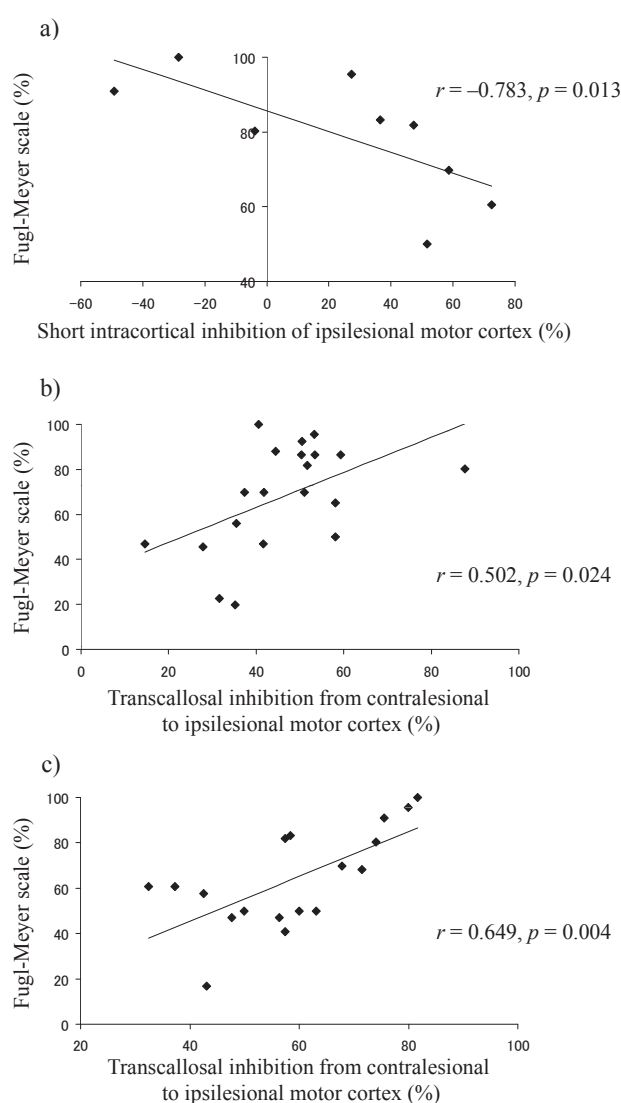 a)
100
80
60
40
Fugl-Meyer scale (%)
r = –0.783, p = 0.013
−60 −40 −20 0 20 40 60 80
Short intracortical inhibition of ipsilesional motor cortex (%)
b)
100
80
60
40
20
0
Fugl-Meyer scale (%)
r = 0.502, p = 0.024
0 20 40 60 80 100
Transcallosal inhibition from contralesional
to ipsilesional motor cortex (%)
c)
100
80
60
40
20
0
Fugl-Meyer scale (%)
r = 0.649, p = 0.004
20 40 60 80 100
Transcallosal inhibition from contralesional
to ipsilesional motor cortex (%)